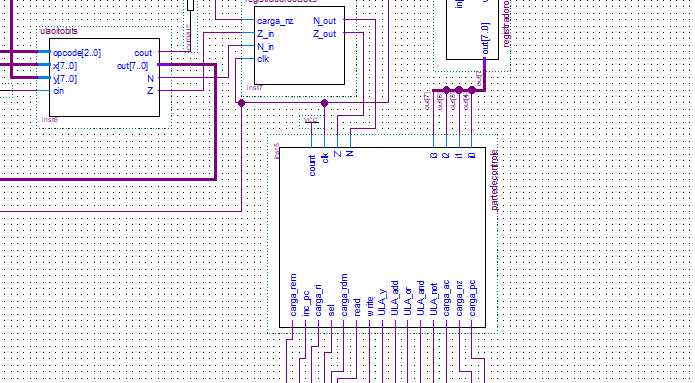 ulaoitobits
opcode[2..0]
x[7..0]
y[7..0]
cin
cout
out[7..0]
N
Z
inst6
carga_nz
Z_in
N_in
clk
N_out
Z_out
inst7
out[7..0]
out[7]
out[6]
out[5]
out[4]
VCC
inst5
count
clk
Z
N
i3
i2
i1
i0
partedecontrole
carga_rem
inc_pc
carga_ri
sel
carga_rdm
read
write
ULA_y
ULA_add
ULA_or
ULA_and
ULA_not
carga_ac
carga_nz
carga_pc